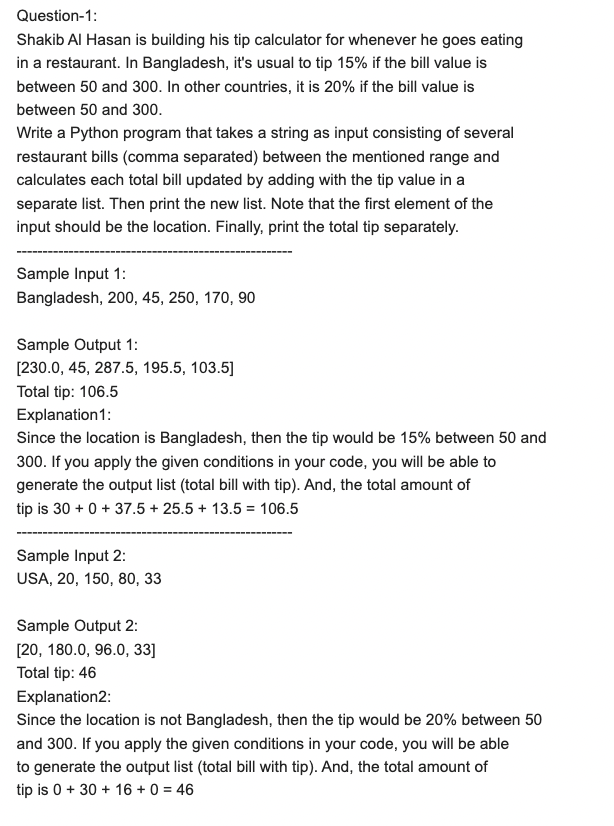 Question-1:
Shakib Al Hasan is building his tip calculator for whenever he goes eating
in a restaurant. In Bangladesh, it's usual to tip 15% if the bill value is
between 50 and 300. In other countries, it is 20% if the bill value is
between 50 and 300.
Write a Python program that takes a string as input consisting of several
restaurant bills (comma separated) between the mentioned range and
calculates each total bill updated by adding with the tip value in a
separate list. Then print the new list. Note that the first element of the
input should be the location. Finally, print the total tip separately.
-----------------------------------------------------
Sample Input 1:
Bangladesh, 200, 45, 250, 170, 90
Sample Output 1:
[230.0, 45, 287.5, 195.5, 103.5]
Total tip: 106.5
Explanation1:
Since the location is Bangladesh, then the tip would be 15% between 50 and
300. If you apply the given conditions in your code, you will be able to
generate the output list (total bill with tip). And, the total amount of
tip is 30 + 0 + 37.5 + 25.5 + 13.5 = 106.5
-----------------------------------------------------
Sample Input 2:
USA, 20, 150, 80, 33
Sample Output 2:
[20, 180.0, 96.0, 33]
Total tip: 46
Explanation2:
Since the location is not Bangladesh, then the tip would be 20% between 50
and 300. If you apply the given conditions in your code, you will be able
to generate the output list (total bill with tip). And, the total amount of
tip is 0 + 30 + 16 + 0 = 46